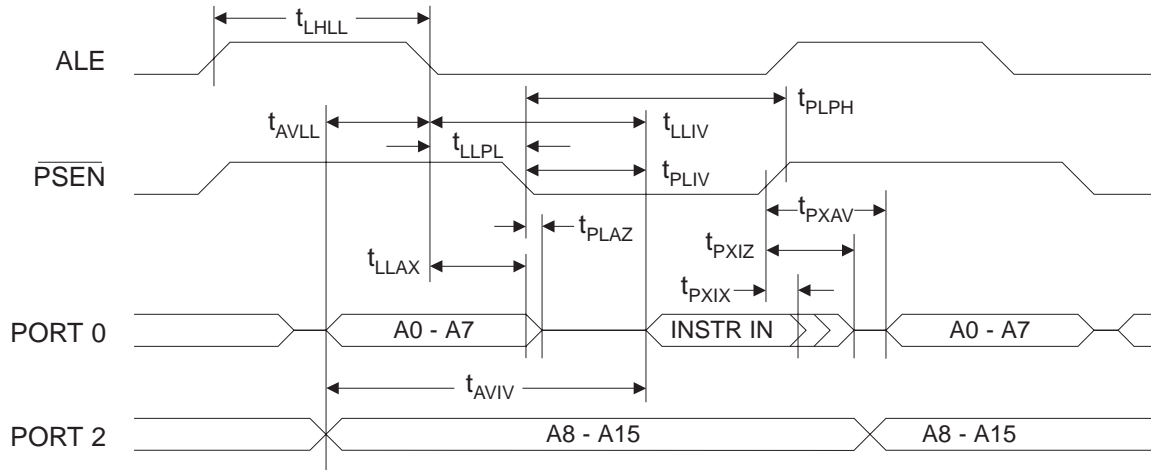 tLHLL
ALE
tPLPH
tAVLL
tLLIV
tLLPL
PSEN
tPLIV
tPXAV
tPLAZ
tPXIZ
tLLAX
tPXIX
PORT 0
A0 - A7
INSTR IN
A0 - A7
tAVIV
PORT 2
A8 - A15
A8 - A15